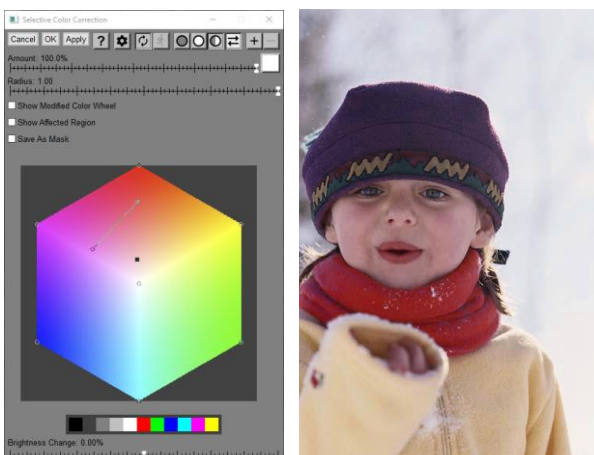 Selective Color Correction
Cancel OK Apply ?
Amount: 100.0%
Radius: 1.00
Show Modified Color Wheel
Show Affected Region
Save As Mask
Brightness Change: 0.00%